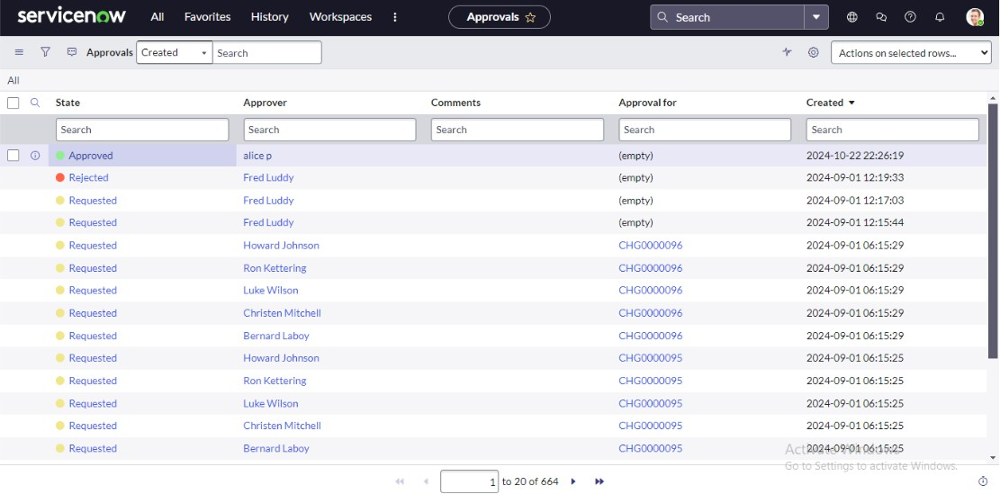 servicenow All Favorites History Workspaces Approvals Search
Approvals Created Search Actions on selected rows...
All
State Approver Comments Approval for Created
Search Search Search Search Search
Approved alice p (empty) 2024-10-22 22:26:19
Rejected Fred Luddy (empty) 2024-09-01 12:19:33
Requested Fred Luddy (empty) 2024-09-01 12:17:03
Requested Fred Luddy (empty) 2024-09-01 12:15:44
Requested Howard Johnson CHG0000096 2024-09-01 06:15:29
Requested Ron Kettering CHG0000096 2024-09-01 06:15:29
Requested Luke Wilson CHG0000096 2024-09-01 06:15:29
Requested Christen Mitchell CHG0000096 2024-09-01 06:15:29
Requested Bernard Laboy CHG0000096 2024-09-01 06:15:29
Requested Howard Johnson CHG0000095 2024-09-01 06:15:25
Requested Ron Kettering CHG0000095 2024-09-01 06:15:25
Requested Luke Wilson CHG0000095 2024-09-01 06:15:25
Requested Christen Mitchell CHG0000095 2024-09-01 06:15:25
Requested Bernard Laboy CHG0000095 2024-09-01 06:15:25
Activate Windows
Go to Settings to activate Windows.
1 to 20 of 664